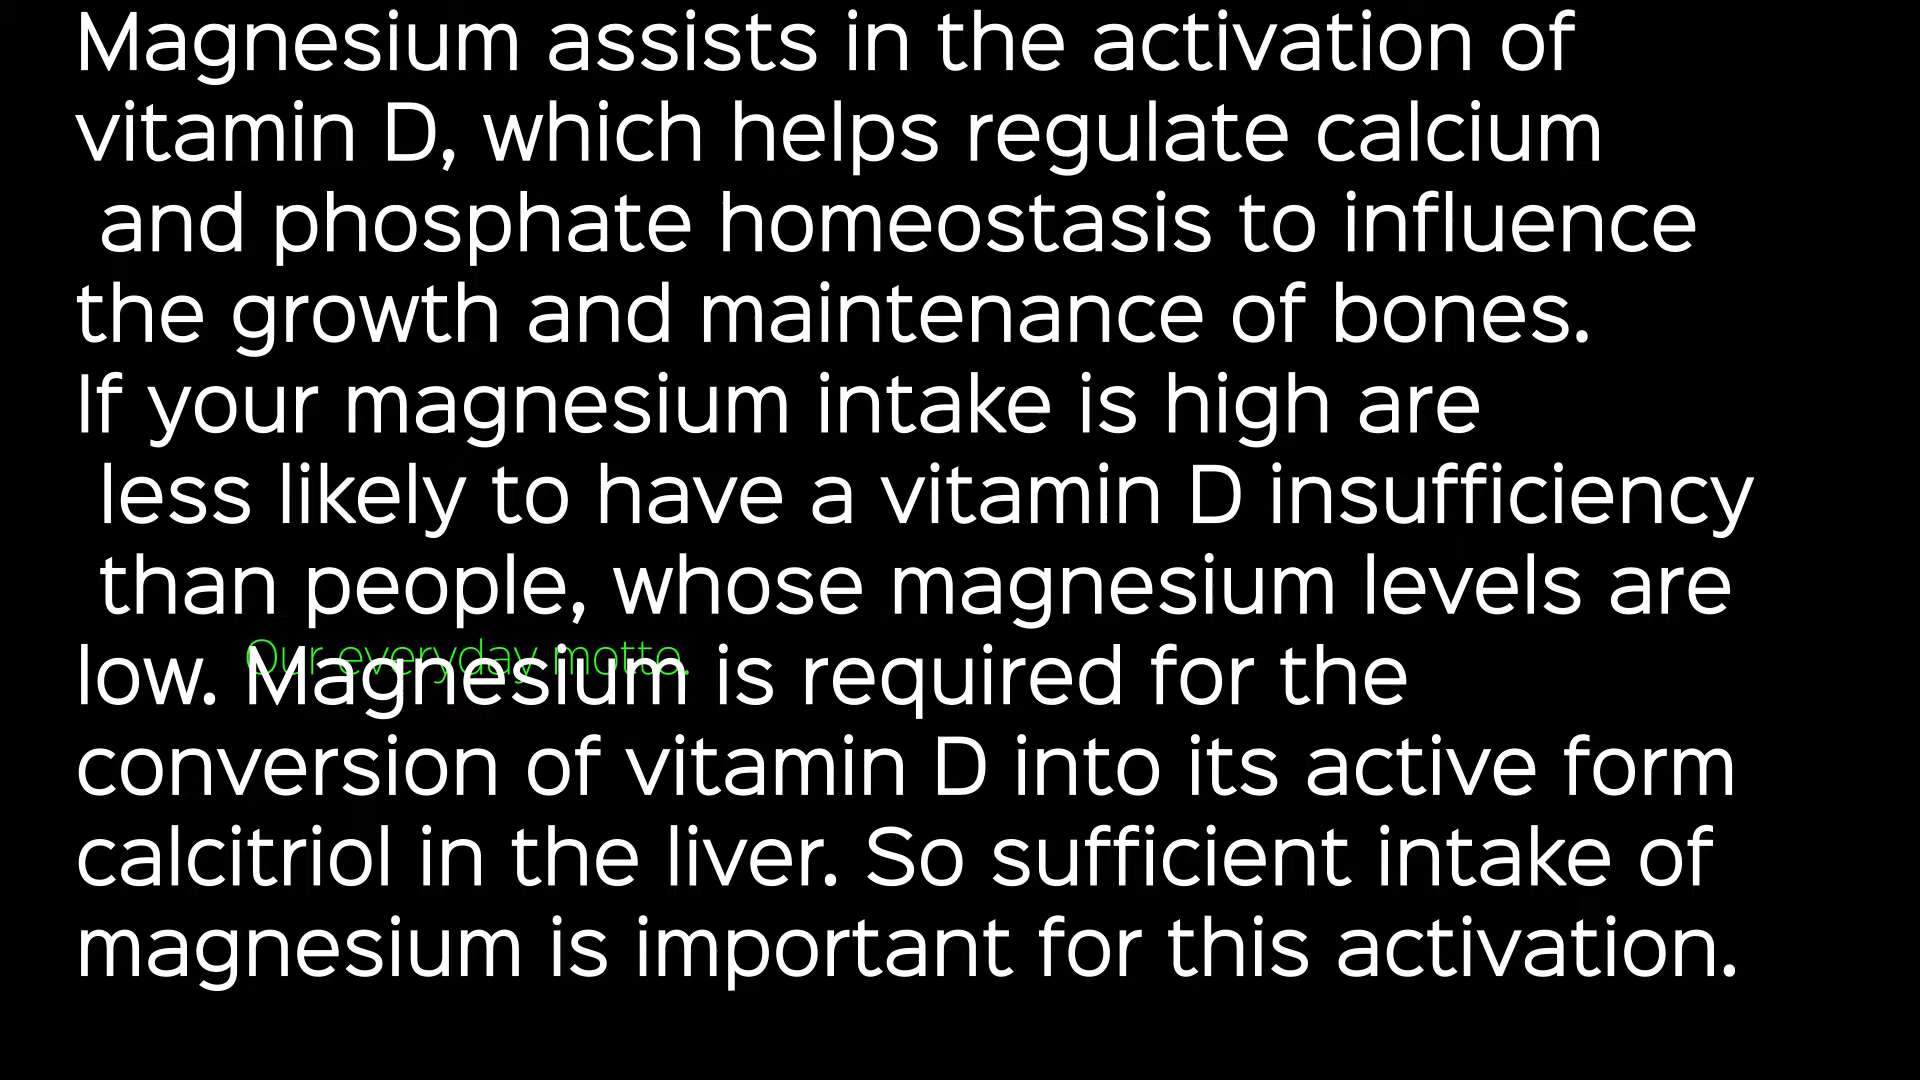 Magnesium assists in the activation of
vitamin D, which helps regulate calcium
and phosphate homeostasis to influence
the growth and maintenance of bones.
If your magnesium intake is high are
less likely to have a vitamin D insufficiency
than people, whose magnesium levels are
Our everyday motto.
low. Magnesium is required for the
conversion of vitamin D into its active form
calcitriol in the liver. So sufficient intake of
magnesium is important for this activation.